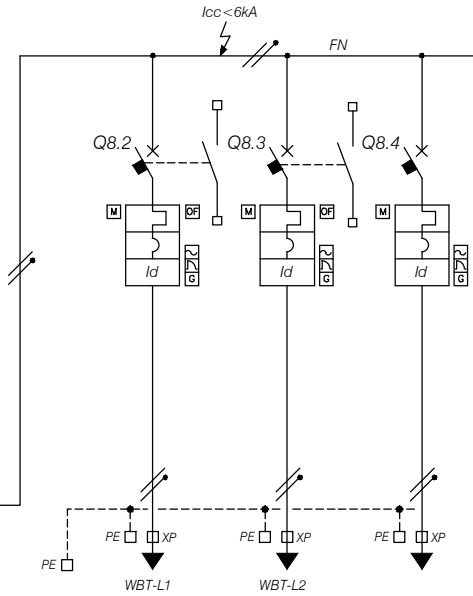 Icc<6kA
FN
Q8.2
Q8.3
Q8.4
M
OF
M
OF
M
Id
G
Id
G
Id
G
PE
XP
PE
XP
PE
XP
PE
WBT-L1
WBT-L2